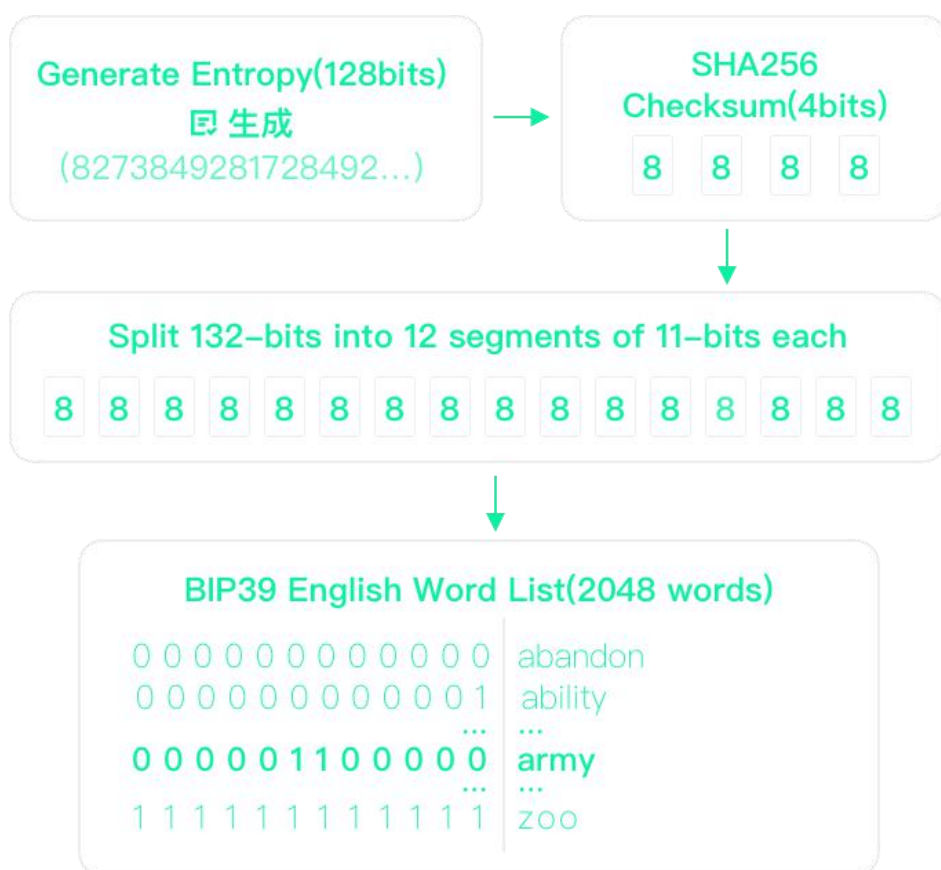 Generate Entropy(128bits)
生成
(8273849281728492...)
SHA256
Checksum(4bits)
8 8 8 8
Split 132-bits into 12 segments of 11-bits each
8 8 8 8 8 8 8 8 8 8 8 8 8 8 8 8
BIP39 English Word List(2048 words)
0 0 0 0 0 0 0 0 0 0 0 0 abandon
0 0 0 0 0 0 0 0 0 0 0 1 ability
... ...
0 0 0 0 0 1 1 0 0 0 0 0 army
... ...
1 1 1 1 1 1 1 1 1 1 1 1 zoo